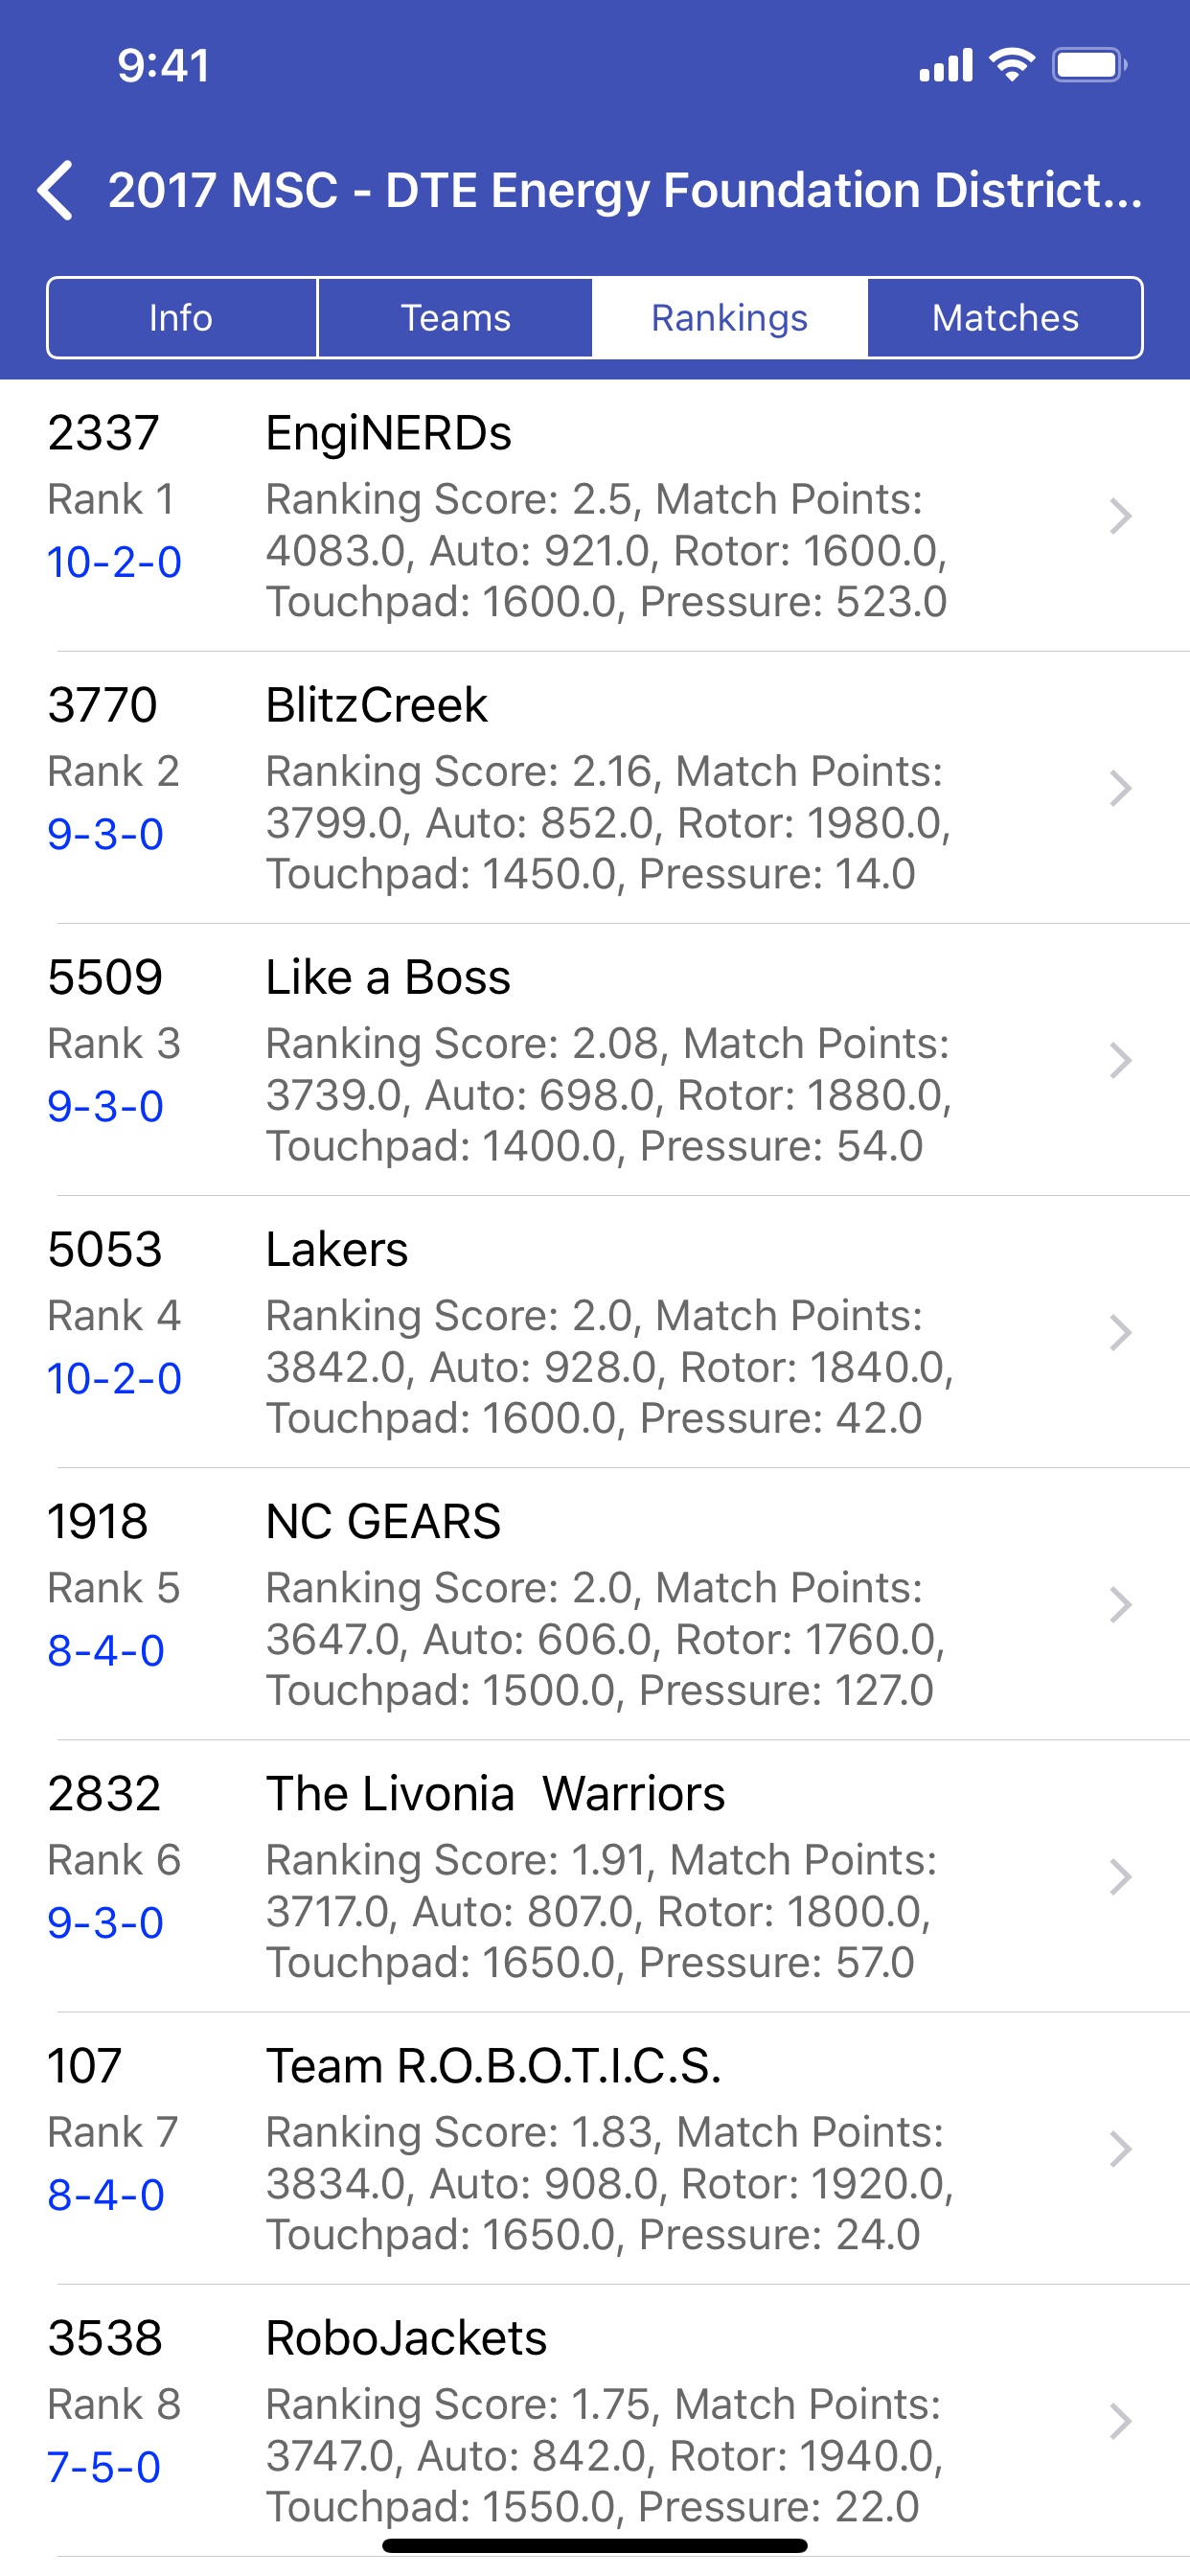 9:41
2017 MSC - DTE Energy Foundation District...
Info Teams Rankings Matches
2337 EngiNERDs
Rank 1 Ranking Score: 2.5, Match Points:
10-2-0 4083.0, Auto: 921.0, Rotor: 1600.0,
Touchpad: 1600.0, Pressure: 523.0
3770 BlitzCreek
Rank 2 Ranking Score: 2.16, Match Points:
9-3-0 3799.0, Auto: 852.0, Rotor: 1980.0,
Touchpad: 1450.0, Pressure: 14.0
5509 Like a Boss
Rank 3 Ranking Score: 2.08, Match Points:
9-3-0 3739.0, Auto: 698.0, Rotor: 1880.0,
Touchpad: 1400.0, Pressure: 54.0
5053 Lakers
Rank 4 Ranking Score: 2.0, Match Points:
10-2-0 3842.0, Auto: 928.0, Rotor: 1840.0,
Touchpad: 1600.0, Pressure: 42.0
1918 NC GEARS
Rank 5 Ranking Score: 2.0, Match Points:
8-4-0 3647.0, Auto: 606.0, Rotor: 1760.0,
Touchpad: 1500.0, Pressure: 127.0
2832 The Livonia  Warriors
Rank 6 Ranking Score: 1.91, Match Points:
9-3-0 3717.0, Auto: 807.0, Rotor: 1800.0,
Touchpad: 1650.0, Pressure: 57.0
107 Team R.O.B.O.T.I.C.S.
Rank 7 Ranking Score: 1.83, Match Points:
8-4-0 3834.0, Auto: 908.0, Rotor: 1920.0,
Touchpad: 1650.0, Pressure: 24.0
3538 RoboJackets
Rank 8 Ranking Score: 1.75, Match Points:
7-5-0 3747.0, Auto: 842.0, Rotor: 1940.0,
Touchpad: 1550.0, Pressure: 22.0